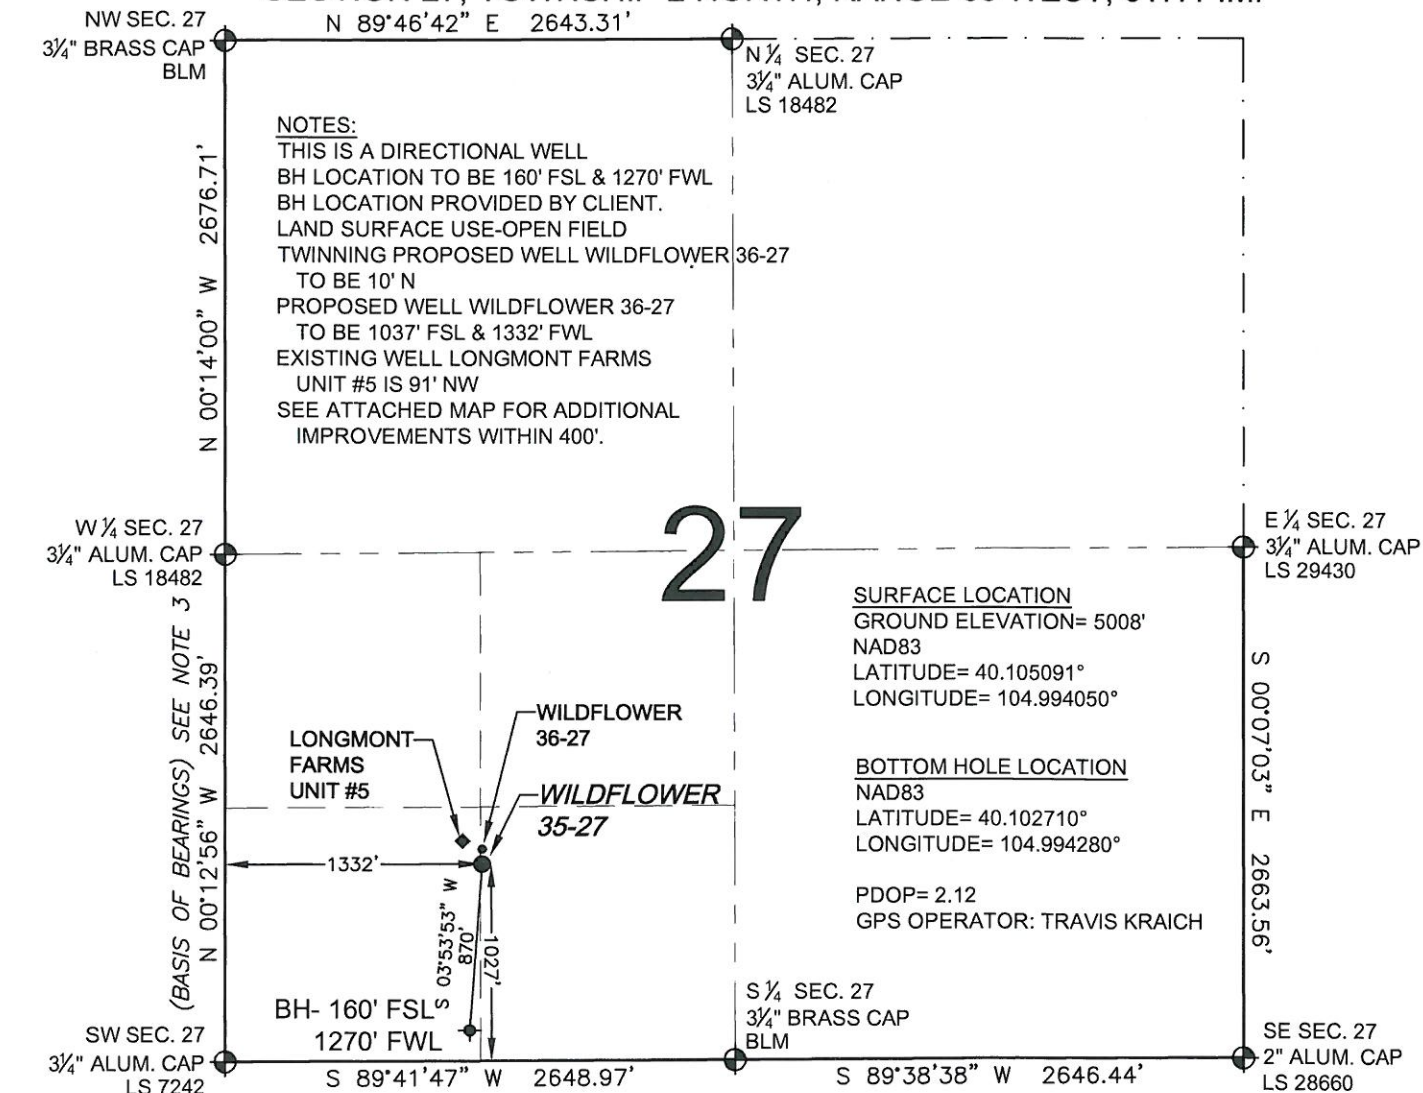 NW SEC. 27
3¼" BRASS CAP
BLM
N 89°46'42" E 2643.31'
N ¼ SEC. 27
3¼" ALUM. CAP
LS 18482
NOTES:
THIS IS A DIRECTIONAL WELL
BH LOCATION TO BE 160' FSL & 1270' FWL
BH LOCATION PROVIDED BY CLIENT.
LAND SURFACE USE-OPEN FIELD
TWINNING PROPOSED WELL WILDFLOWER 36-27
TO BE 10' N
PROPOSED WELL WILDFLOWER 36-27
TO BE 1037' FSL & 1332' FWL
EXISTING WELL LONGMONT FARMS
UNIT #5 IS 91' NW
SEE ATTACHED MAP FOR ADDITIONAL
IMPROVEMENTS WITHIN 400'.
N 00°14'00" W 2676.71'
W ¼ SEC. 27
3¼" ALUM. CAP
LS 18482
27
E ¼ SEC. 27
3¼" ALUM. CAP
LS 29430
SURFACE LOCATION
GROUND ELEVATION= 5008'
NAD83
LATITUDE= 40.105091°
LONGITUDE= 104.994050°
BOTTOM HOLE LOCATION
NAD83
LATITUDE= 40.102710°
LONGITUDE= 104.994280°
PDOP= 2.12
GPS OPERATOR: TRAVIS KRAICH
(BASIS OF BEARINGS) SEE NOTE 3
N 00°12'56" W 2646.39'
S 00°07'03" E 2663.56'
LONGMONT
FARMS
UNIT #5
WILDFLOWER
36-27
WILDFLOWER
35-27
1332'
S 03°53'53" W
870'
1027'
BH- 160' FSL
1270' FWL
SW SEC. 27
3¼" ALUM. CAP
LS 7242
S 89°41'47" W 2648.97'
S ¼ SEC. 27
3¼" BRASS CAP
BLM
S 89°38'38" W 2646.44'
SE SEC. 27
2" ALUM. CAP
LS 28660